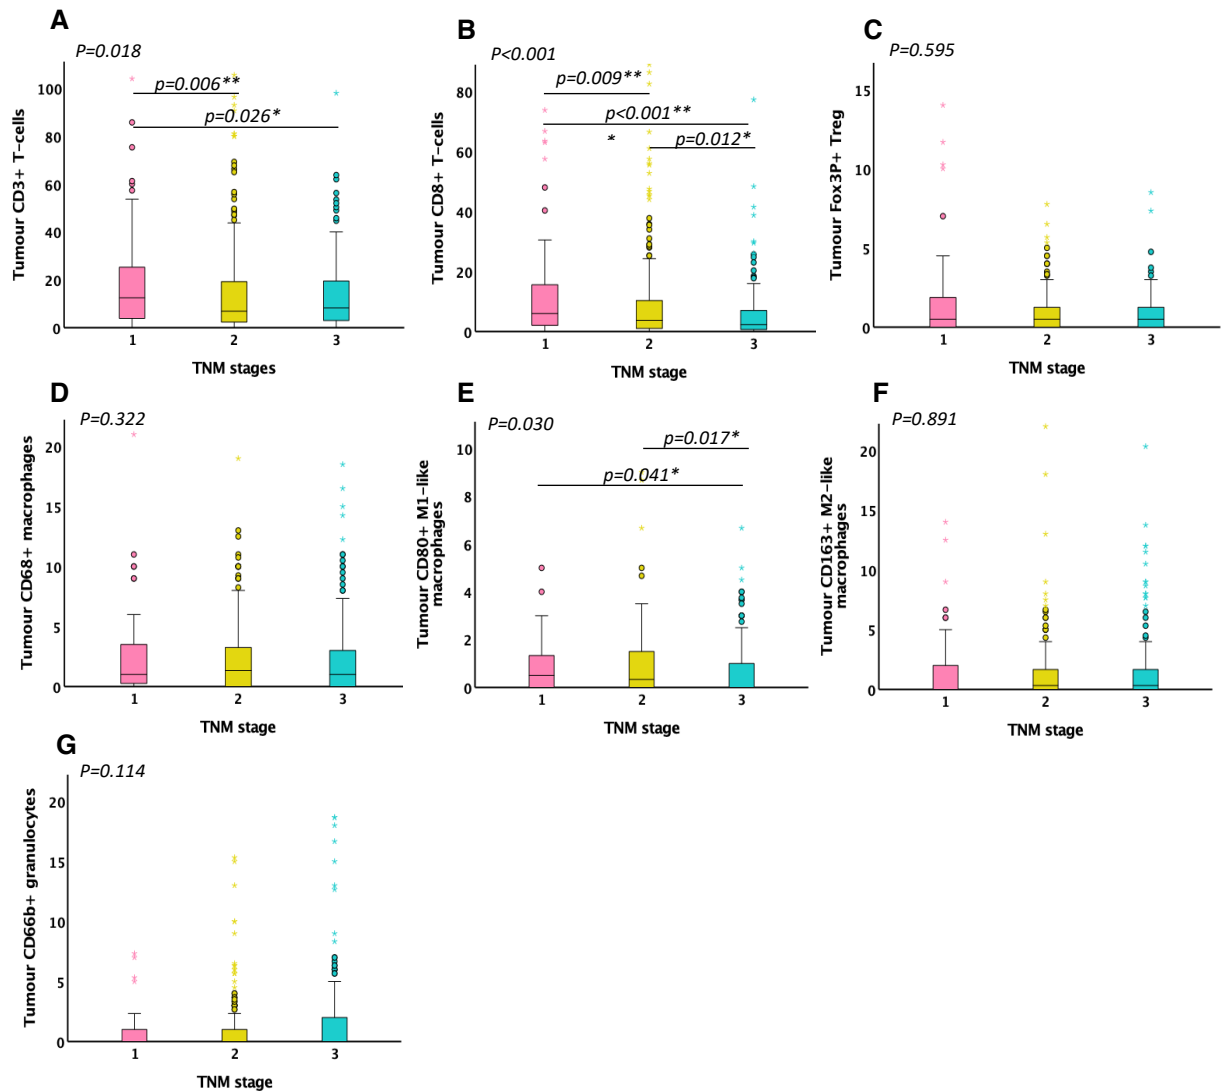 A
P=0.018
p=0.006**
p=0.026*
Tumour CD3+ T-cells
100
80
60
40
20
0
1 2 3
TNM stages
B
P<0.001
p=0.009**
p<0.001**
*
p=0.012*
Tumour CD8+ T-cells
80
60
40
20
0
1 2 3
TNM stage
C
P=0.595
Tumour Fox3P+ Treg
15
10
5
0
1 2 3
TNM stage
D
P=0.322
Tumour CD68+ macrophages
20
15
10
5
0
1 2 3
TNM stage
E
P=0.030
p=0.017*
p=0.041*
Tumour CD80+ M1-like
macrophages
10
8
6
4
2
0
1 2 3
TNM stage
F
P=0.891
Tumour CD163+ M2-like
macrophages
20
15
10
5
0
1 2 3
TNM stage
G
P=0.114
Tumour CD66b+ granulocytes
20
15
10
5
0
1 2 3
TNM stage